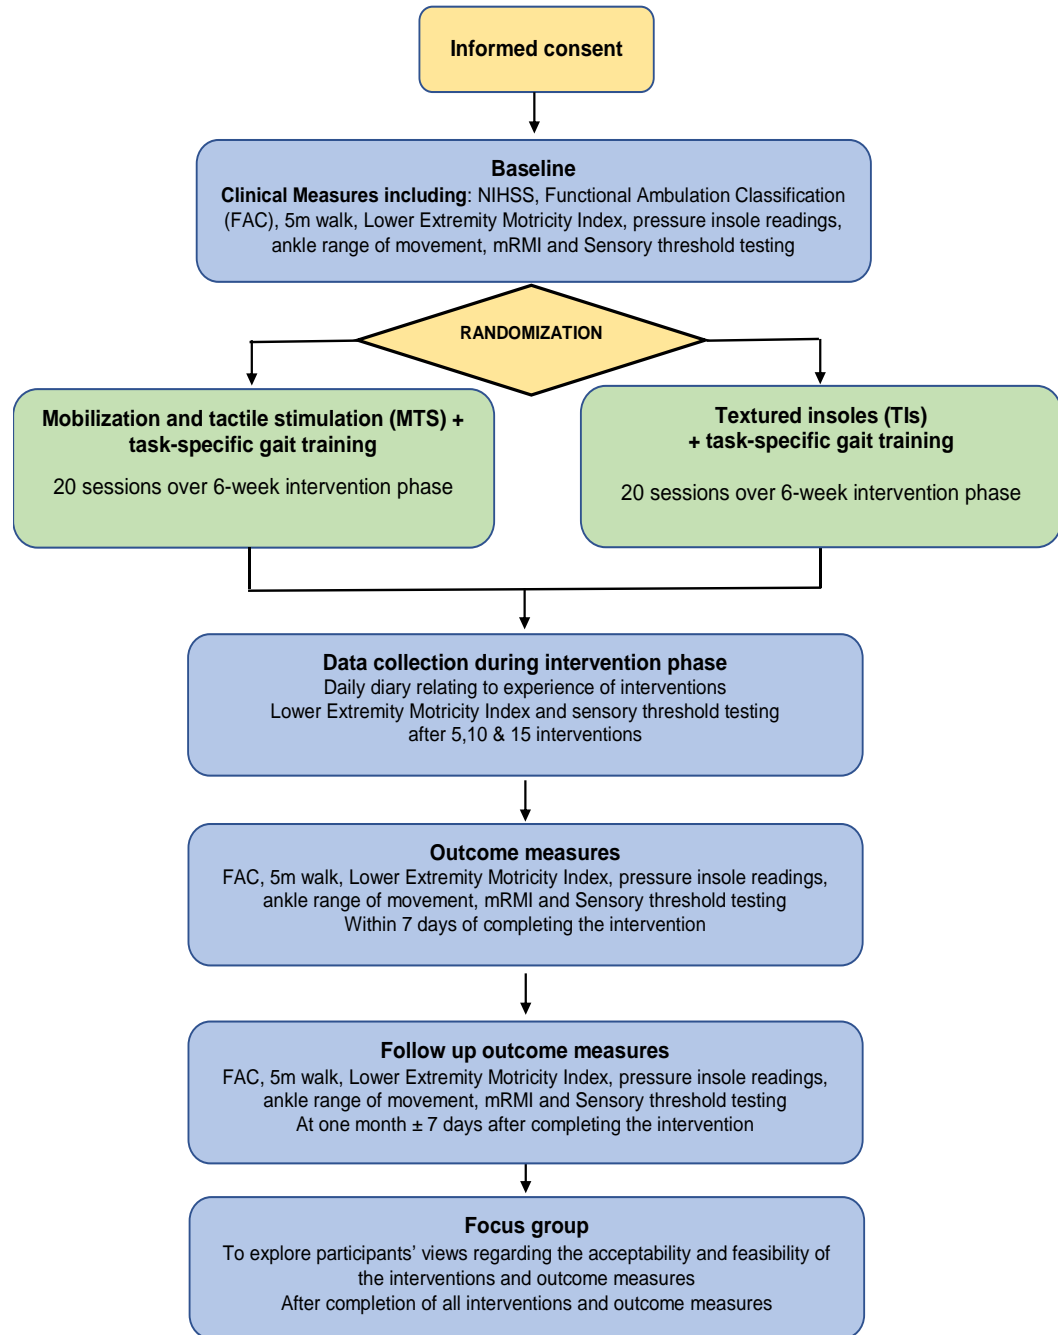 Informed consent
Baseline
Clinical Measures including: NIHSS, Functional Ambulation Classification
(FAC), 5m walk, Lower Extremity Motricity Index, pressure insole readings,
ankle range of movement, mRMI and Sensory threshold testing
RANDOMIZATION
Mobilization and tactile stimulation (MTS) +
task-specific gait training
20 sessions over 6-week intervention phase
Textured insoles (TIs)
+ task-specific gait training
20 sessions over 6-week intervention phase
Data collection during intervention phase
Daily diary relating to experience of interventions
Lower Extremity Motricity Index and sensory threshold testing
after 5,10 & 15 interventions
Outcome measures
FAC, 5m walk, Lower Extremity Motricity Index, pressure insole readings,
ankle range of movement, mRMI and Sensory threshold testing
Within 7 days of completing the intervention
Follow up outcome measures
FAC, 5m walk, Lower Extremity Motricity Index, pressure insole readings,
ankle range of movement, mRMI and Sensory threshold testing
At one month ± 7 days after completing the intervention
Focus group
To explore participants’ views regarding the acceptability and feasibility of
the interventions and outcome measures
After completion of all interventions and outcome measures